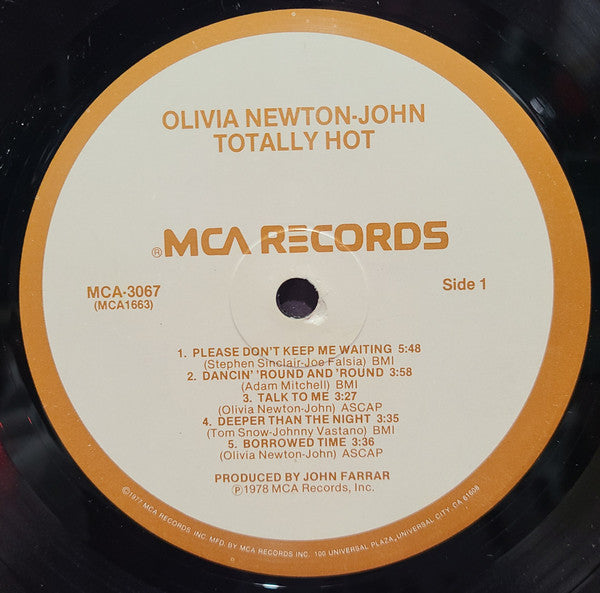 OLIVIA NEWTON-JOHN
TOTALLY HOT
®MCA RECORDS
MCA-3067
(MCA1663)
Side 1
1. PLEASE DON'T KEEP ME WAITING 5:48
(Stephen Sinclair-Joe Falsia) BMI
2. DANCIN' 'ROUND AND 'ROUND 3:58
(Adam Mitchell) BMI
3. TALK TO ME 3:27
(Olivia Newton-John) ASCAP
4. DEEPER THAN THE NIGHT 3:35
(Tom Snow-Johnny Vastano) BMI
5. BORROWED TIME 3:36
(Olivia Newton-John) ASCAP
PRODUCED BY JOHN FARRAR
℗1978 MCA Records, Inc.
©1977 MCA RECORDS INC. MFD. BY MCA RECORDS INC. 100 UNIVERSAL PLAZA, UNIVERSAL CITY, CA 91608